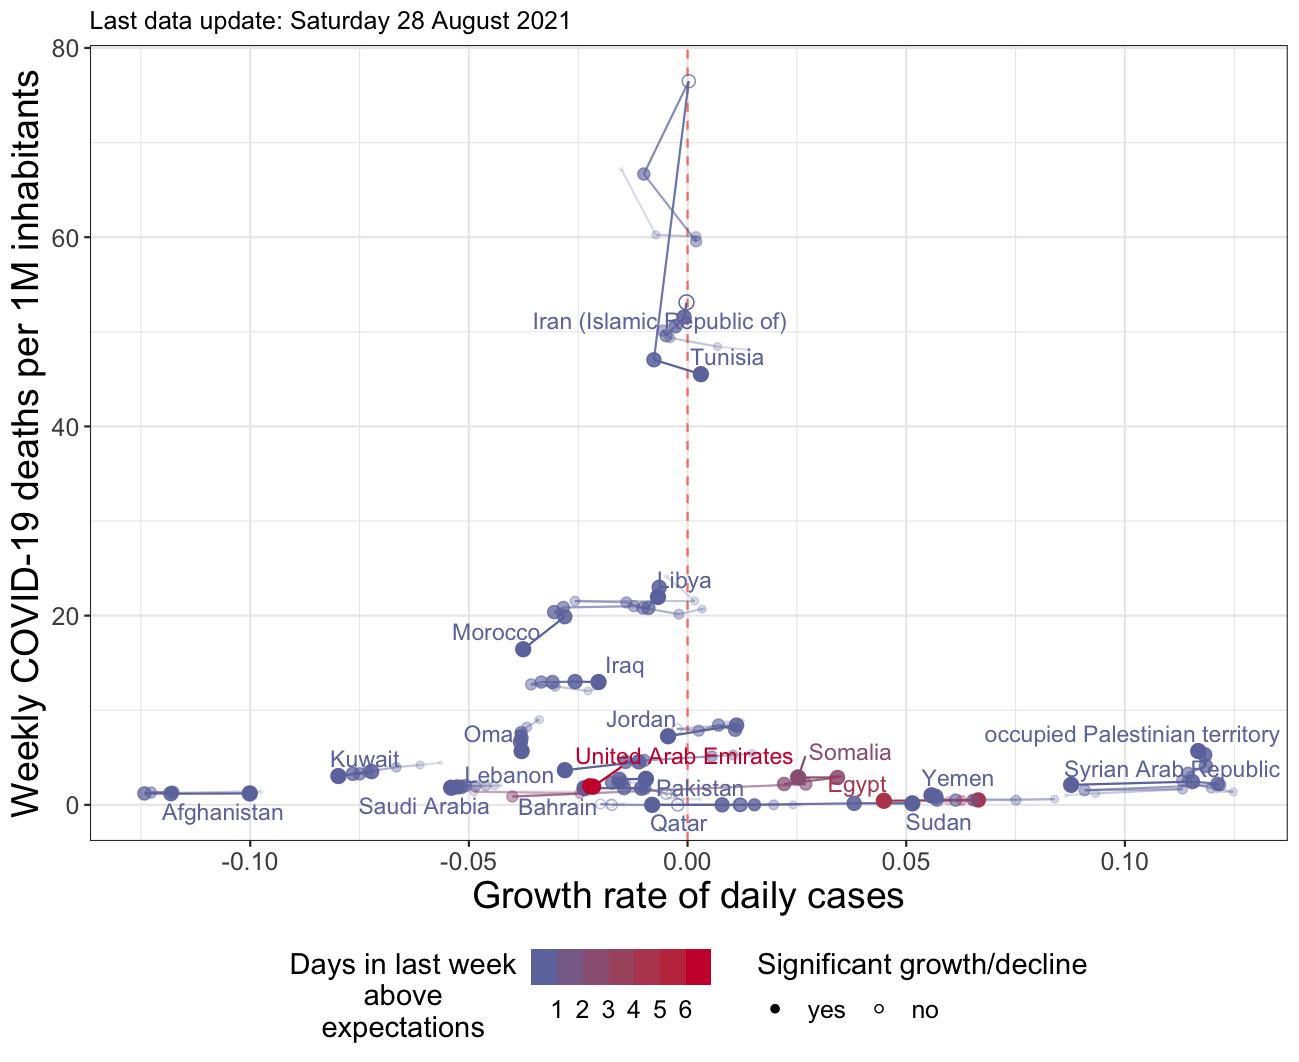 Last data update: Saturday 28 August 2021
Weekly COVID-19 deaths per 1M inhabitants
80
60
40
20
0
Iran (Islamic Republic of)
Tunisia
Libya
Morocco
Iraq
Jordan
Oman
occupied Palestinian territory
United Arab Emirates
Somalia
Kuwait
Syrian Arab Republic
Lebanon
Yemen
Pakistan
Egypt
Saudi Arabia
Bahrain
Afghanistan
Qatar
Sudan
-0.10 -0.05 0.00 0.05 0.10
Growth rate of daily cases
Days in last week
above
expectations
1 2 3 4 5 6
Significant growth/decline
yes no